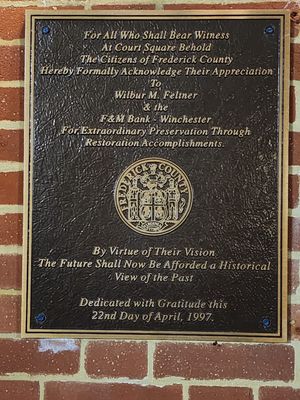 For All Who Shall Bear Witness
At Court Square Behold
The Citizens of Frederick County
Hereby Formally Acknowledge Their Appreciation
To
Wilbur M. Feltner
& the
F&M Bank - Winchester
For Extraordinary Preservation Through
Restoration Accomplishments.
FREDERICK COUNTY
By Virtue of Their Vision
The Future Shall Now Be Afforded a Historical
View of the Past
Dedicated with Gratitude this
22nd Day of April, 1997.